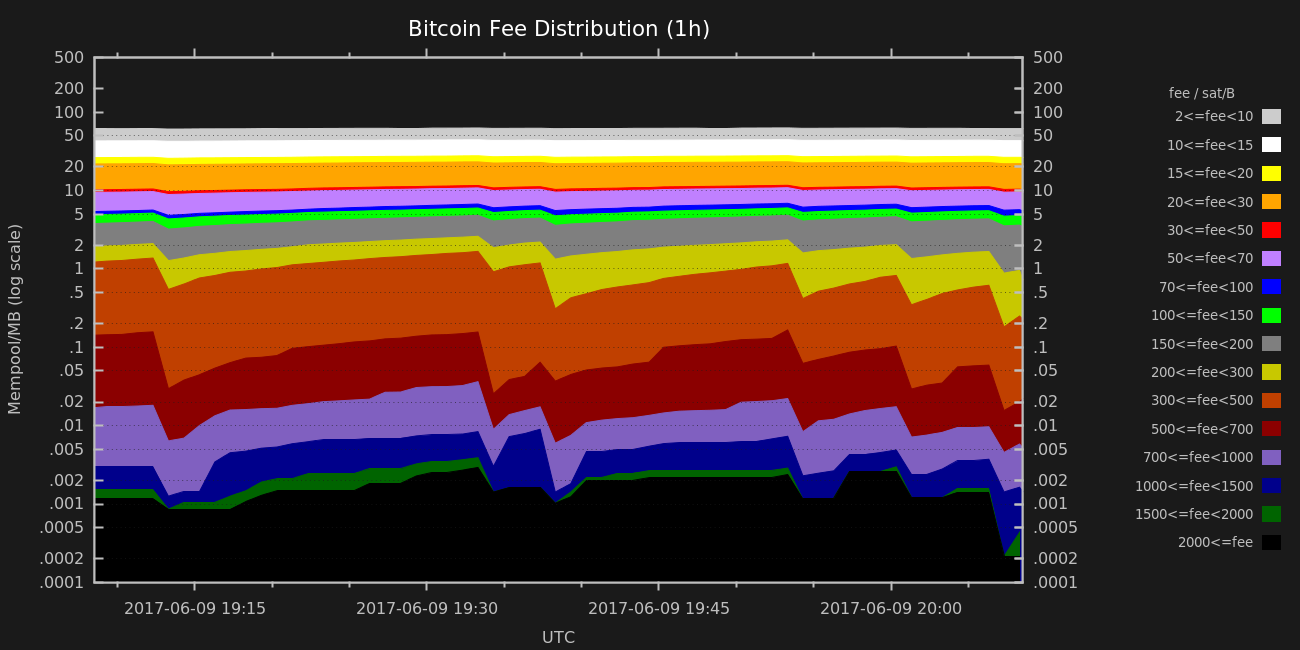 Bitcoin Fee Distribution (1h)
500 500
200 200
fee / sat/B
100 100
2<=fee<10
50 50
10<=fee<15
20 20
15<=fee<20
10 10
20<=fee<30
5 5
30<=fee<50
2 2
50<=fee<70
1 1
70<=fee<100
.5 .5
100<=fee<150
.2 .2
150<=fee<200
.1 .1
200<=fee<300
.05 .05
300<=fee<500
.02 .02
500<=fee<700
.01 .01
700<=fee<1000
.005 .005
1000<=fee<1500
.002 .002
1500<=fee<2000
.001 .001
2000<=fee
.0005 .0005
.0002 .0002
.0001 .0001
Mempool/MB (log scale)
2017-06-09 19:15 2017-06-09 19:30 2017-06-09 19:45 2017-06-09 20:00
UTC